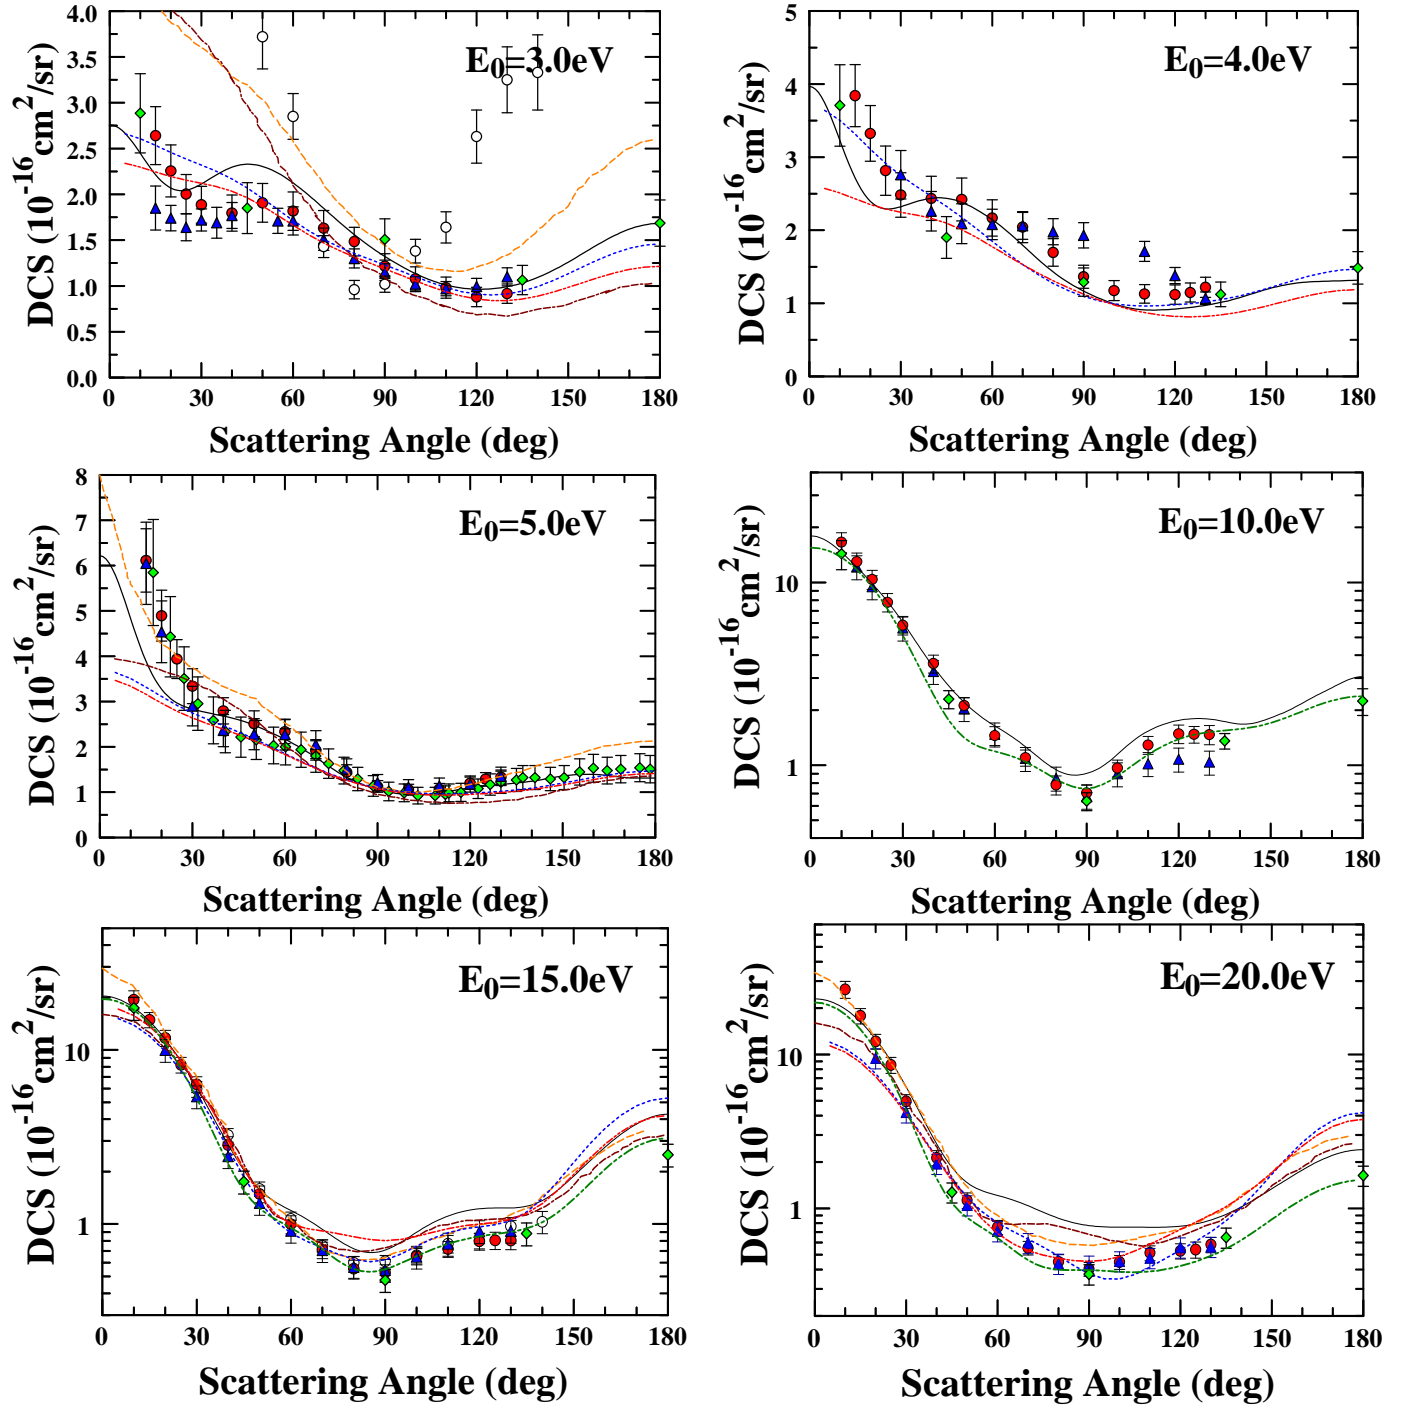 4.0
3.5
3.0
2.5
2.0
1.5
1.0
0.5
0.0
0 30 60 90 120 150 180
DCS (10⁻¹⁶cm²/sr)
Scattering Angle (deg)
E₀=3.0eV
5
4
3
2
1
0
0 30 60 90 120 150 180
DCS (10⁻¹⁶cm²/sr)
Scattering Angle (deg)
E₀=4.0eV
8
7
6
5
4
3
2
1
0
0 30 60 90 120 150 180
DCS (10⁻¹⁶cm²/sr)
Scattering Angle (deg)
E₀=5.0eV
10
1
0 30 60 90 120 150 180
DCS (10⁻¹⁶cm²/sr)
Scattering Angle (deg)
E₀=10.0eV
10
1
0 30 60 90 120 150 180
DCS (10⁻¹⁶cm²/sr)
Scattering Angle (deg)
E₀=15.0eV
10
1
0 30 60 90 120 150 180
DCS (10⁻¹⁶cm²/sr)
Scattering Angle (deg)
E₀=20.0eV